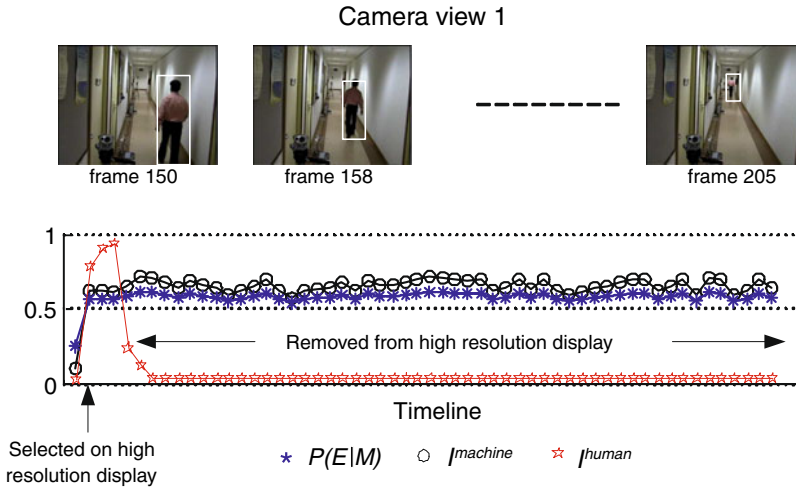 Camera view 1
frame 150
frame 158
frame 205
1
0.5
0
Removed from high resolution display
Timeline
Selected on high
resolution display
P(E|M)
I^machine
I^human